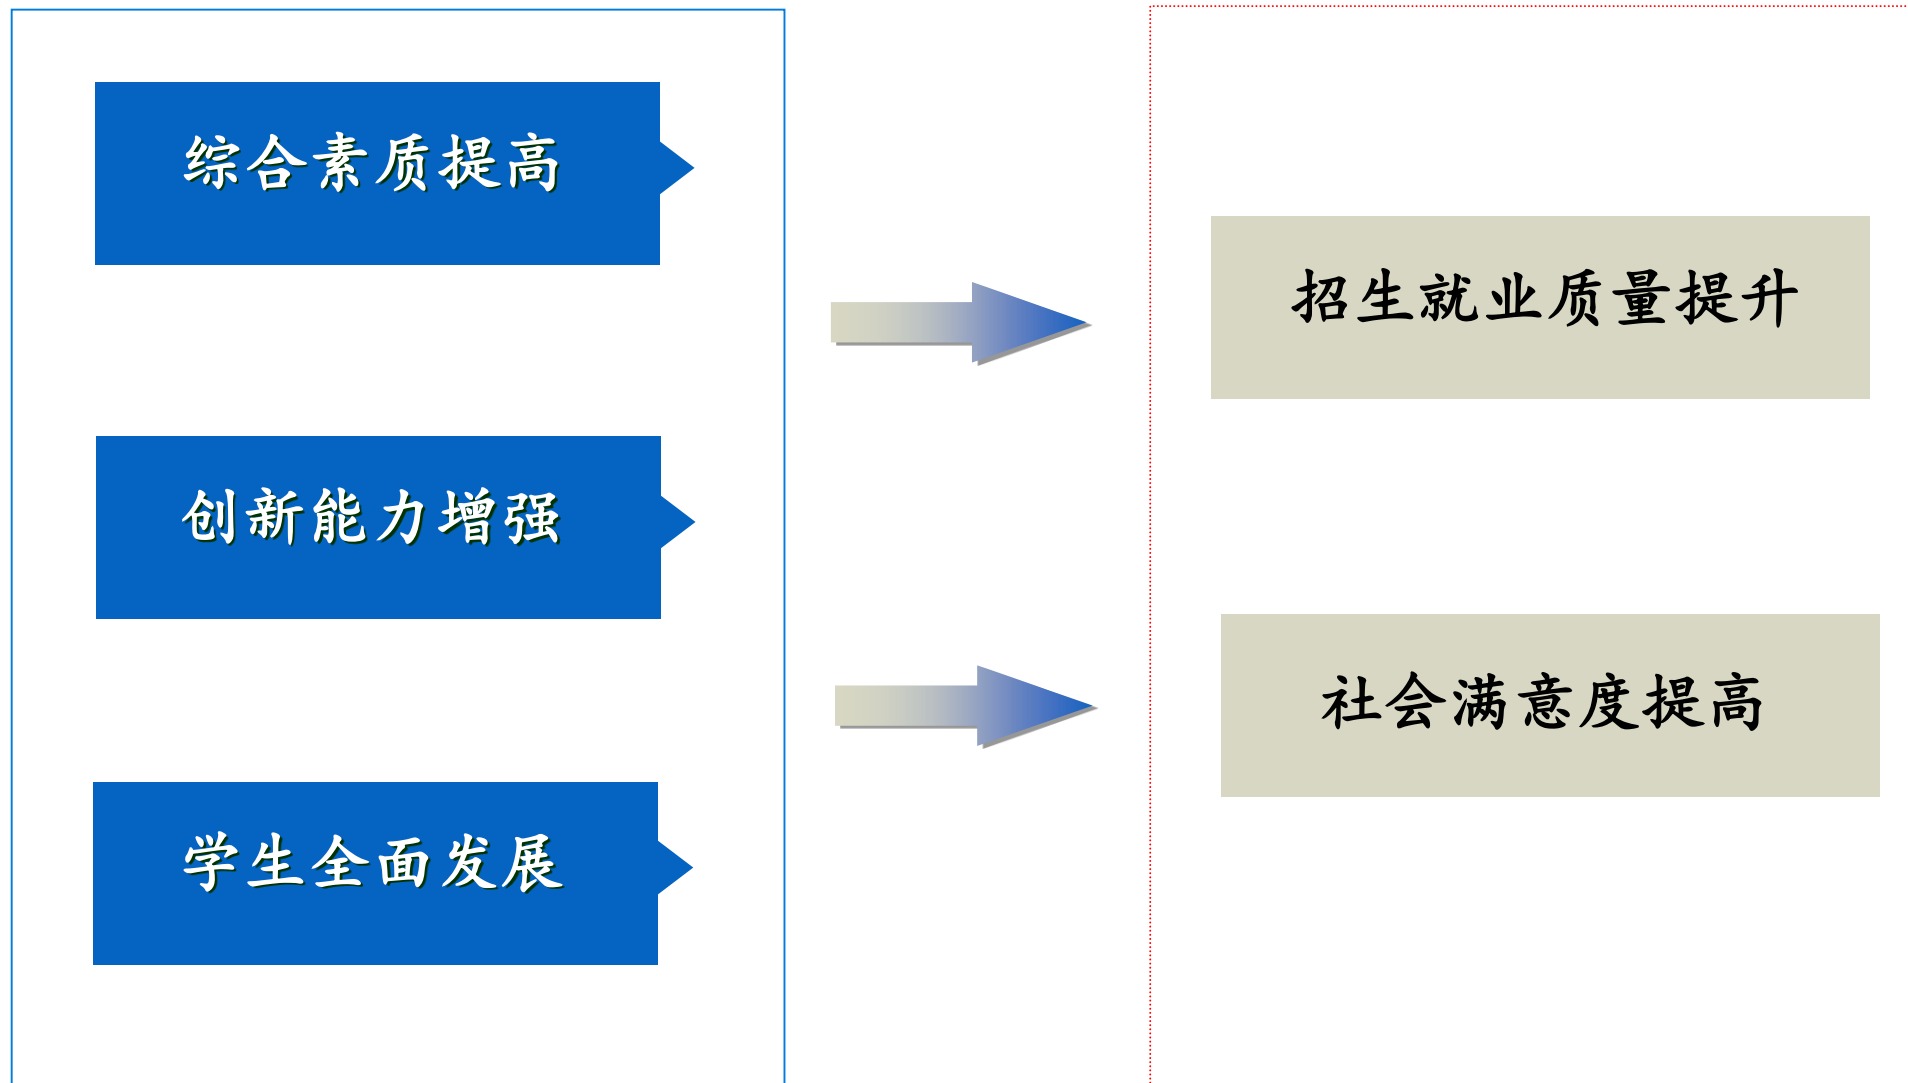 综合素质提高
创新能力增强
学生全面发展
招生就业质量提升
社会满意度提高